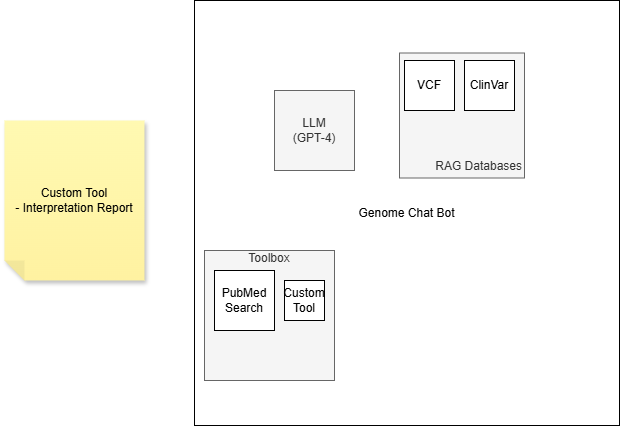 Custom Tool
- Interpretation Report
LLM
(GPT-4)
VCF
ClinVar
RAG Databases
Genome Chat Bot
Toolbox
PubMed
Search
Custom
Tool